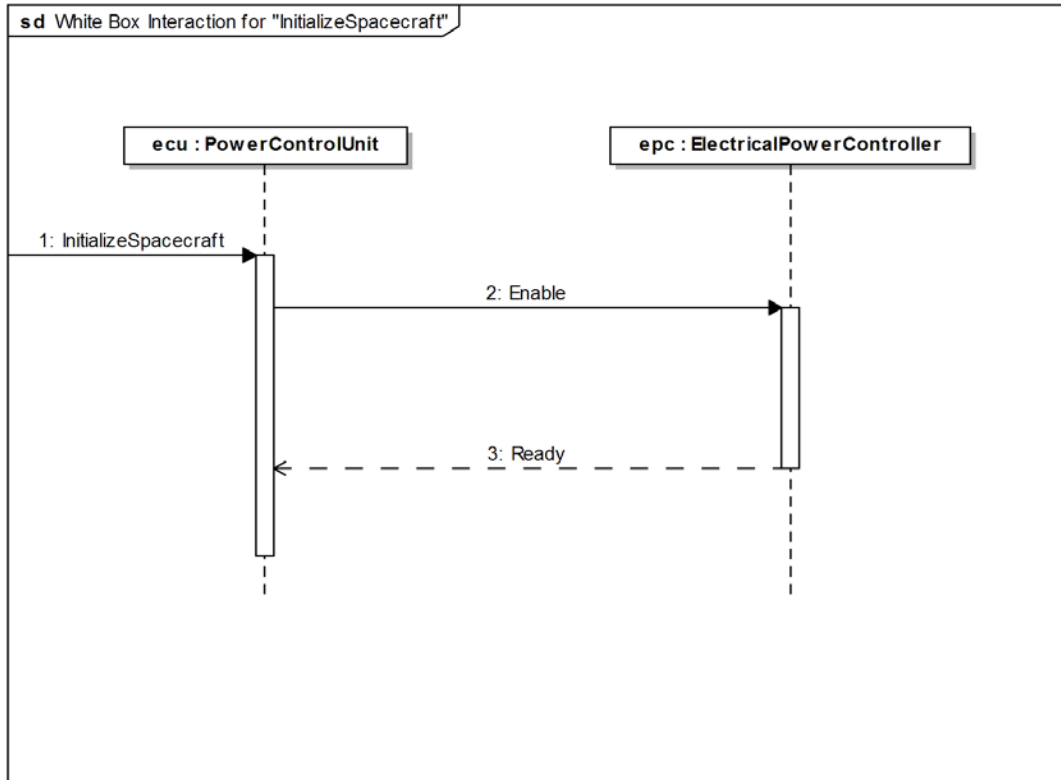 sd White Box Interaction for "InitializeSpacecraft"
ecu : PowerControlUnit
epc : ElectricalPowerController
1: InitializeSpacecraft
2: Enable
3: Ready